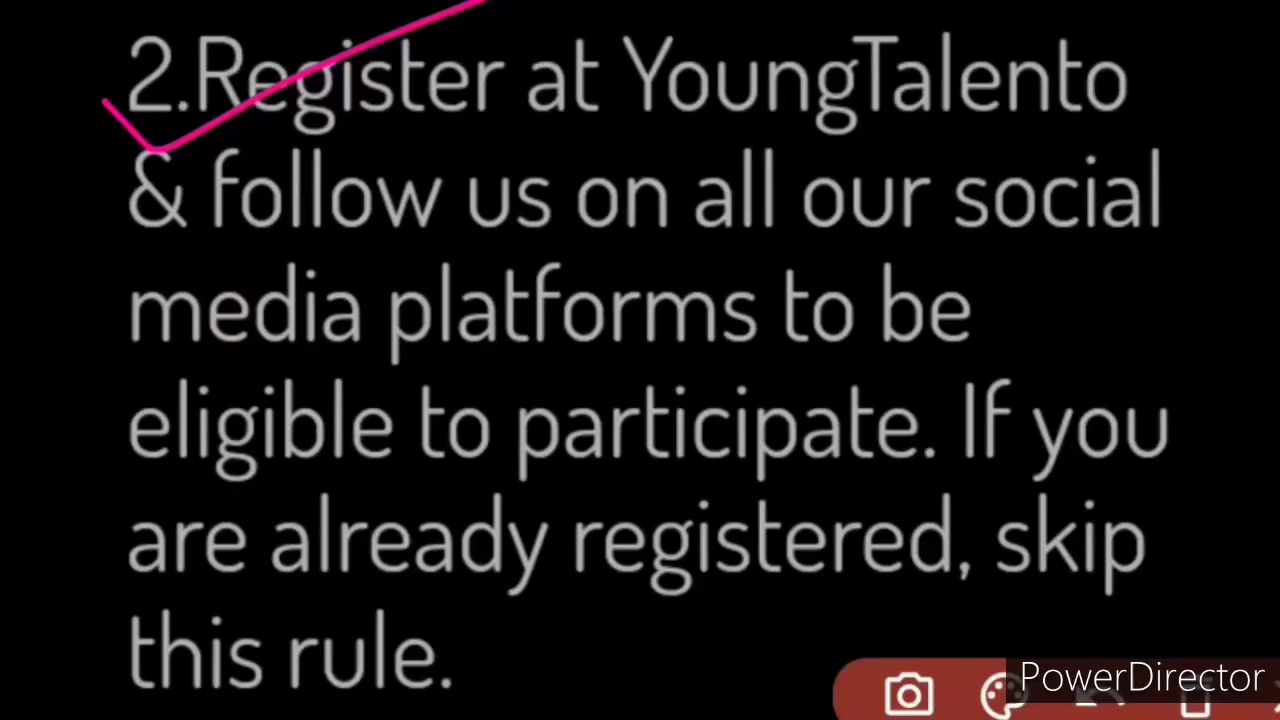 2.Register at YoungTalento
& follow us on all our social
media platforms to be
eligible to participate. If you
are already registered, skip
this rule.
PowerDirector